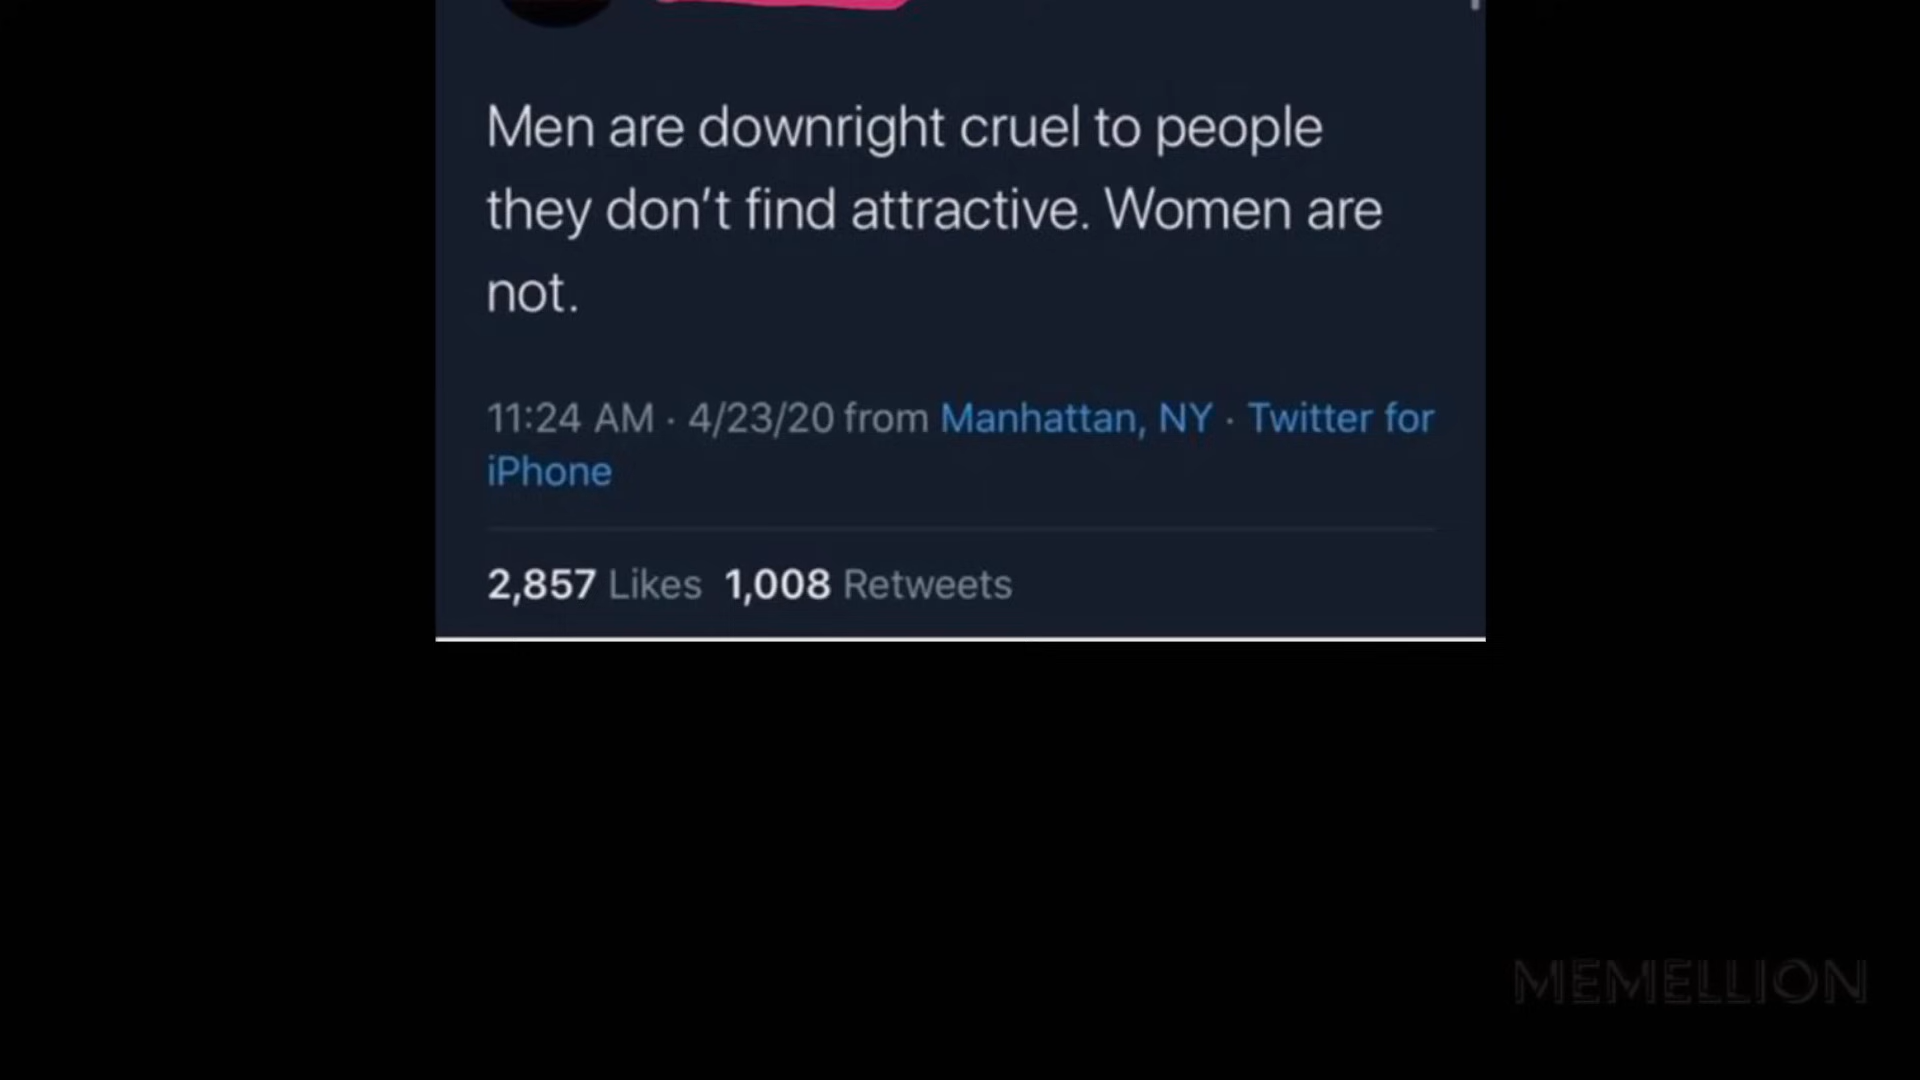 Men are downright cruel to people
they don’t find attractive. Women are
not.
11:24 AM · 4/23/20 from Manhattan, NY · Twitter for
iPhone
2,857 Likes 1,008 Retweets
MEMELLION